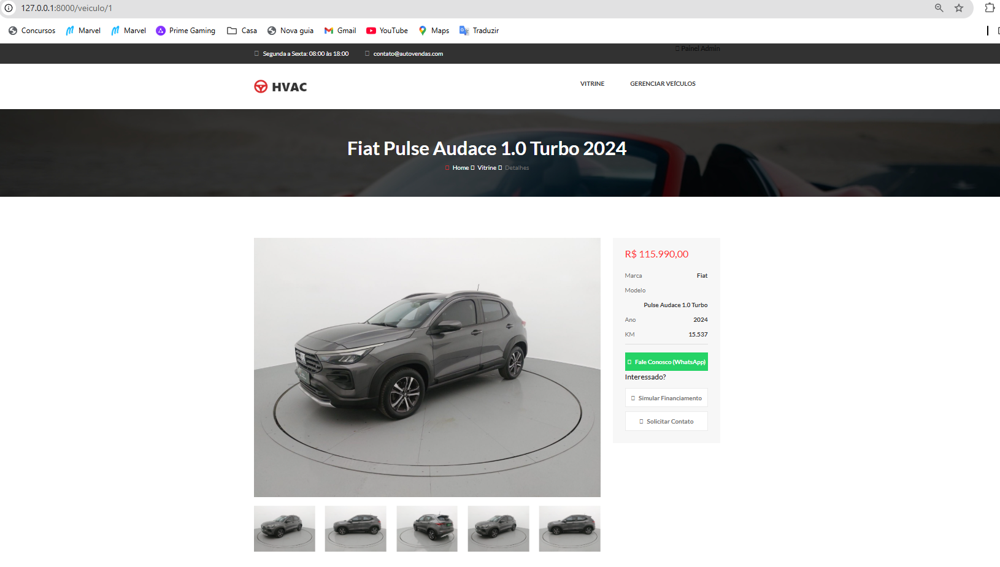 127.0.0.1:8000/veiculo/1
Concursos Marvel Marvel Prime Gaming Casa Nova guia Gmail YouTube Maps Traduzir
Segunda a Sexta: 08:00 às 18:00 contato@autovendas.com Painel Admin
HVAC VITRINE GERENCIAR VEÍCULOS
Fiat Pulse Audace 1.0 Turbo 2024
Home Vitrine Detalhes
R$ 115.990,00
Marca Fiat
Modelo
Pulse Audace 1.0 Turbo
Ano 2024
KM 15.537
Fale Conosco (WhatsApp)
Interessado?
Simular Financiamento
Solicitar Contato